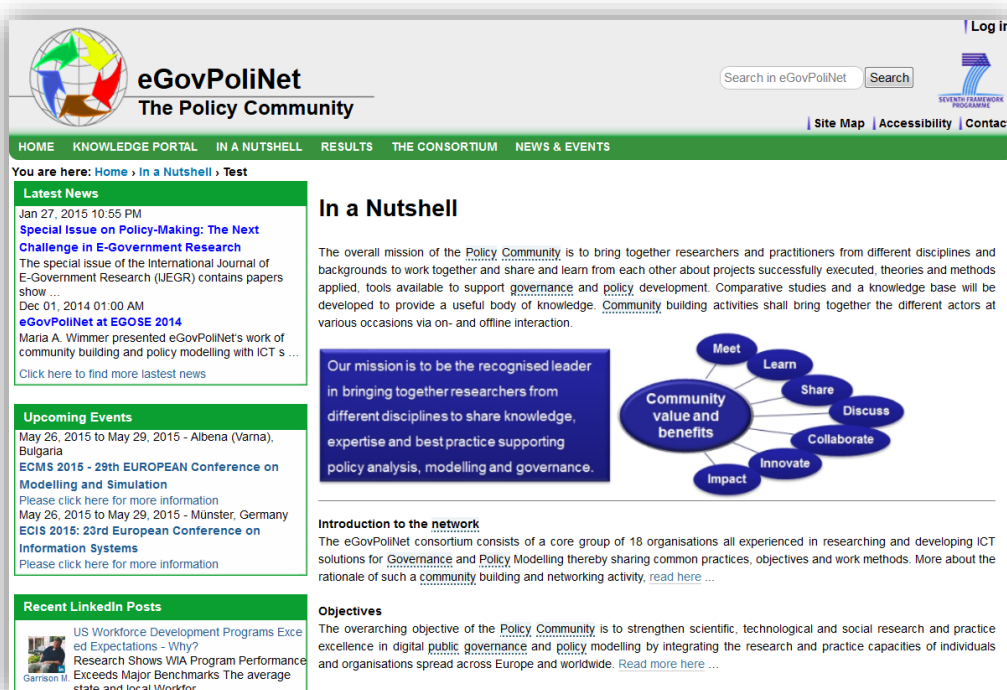 Log in
eGovPoliNet
The Policy Community
Search in eGovPoliNet
Search
SEVENTH FRAMEWORK
PROGRAMME
Site Map
Accessibility
Contact
HOME KNOWLEDGE PORTAL IN A NUTSHELL RESULTS THE CONSORTIUM NEWS & EVENTS
You are here: Home › In a Nutshell › Test
Latest News
Jan 27, 2015 10:55 PM
Special Issue on Policy-Making: The Next
Challenge in E-Government Research
The special issue of the International Journal of
E-Government Research (IJEGR) contains papers
show ...
Dec 01, 2014 01:00 AM
eGovPoliNet at EGOSE 2014
Maria A. Wimmer presented eGovPoliNet's work of
community building and policy modelling with ICT s ...
Click here to find more lastest news
Upcoming Events
May 26, 2015 to May 29, 2015 - Albena (Varna),
Bulgaria
ECMS 2015 - 29th EUROPEAN Conference on
Modelling and Simulation
Please click here for more information
May 26, 2015 to May 29, 2015 - Münster, Germany
ECIS 2015: 23rd European Conference on
Information Systems
Please click here for more information
Recent LinkedIn Posts
US Workforce Development Programs Exce
ed Expectations - Why?
Research Shows WIA Program Performance
Exceeds Major Benchmarks The average
state and local Workfor
Garrison M.
In a Nutshell
The overall mission of the Policy Community is to bring together researchers and practitioners from different disciplines and
backgrounds to work together and share and learn from each other about projects successfully executed, theories and methods
applied, tools available to support governance and policy development. Comparative studies and a knowledge base will be
developed to provide a useful body of knowledge. Community building activities shall bring together the different actors at
various occasions via on- and offline interaction.
Our mission is to be the recognised leader
in bringing together researchers from
different disciplines to share knowledge,
expertise and best practice supporting
policy analysis, modelling and governance.
Community
value and
benefits
Meet
Learn
Share
Discuss
Collaborate
Innovate
Impact
Introduction to the network
The eGovPoliNet consortium consists of a core group of 18 organisations all experienced in researching and developing ICT
solutions for Governance and Policy Modelling thereby sharing common practices, objectives and work methods. More about the
rationale of such a community building and networking activity, read here ...
Objectives
The overarching objective of the Policy Community is to strengthen scientific, technological and social research and practice
excellence in digital public governance and policy modelling by integrating the research and practice capacities of individuals
and organisations spread across Europe and worldwide. Read more here ...